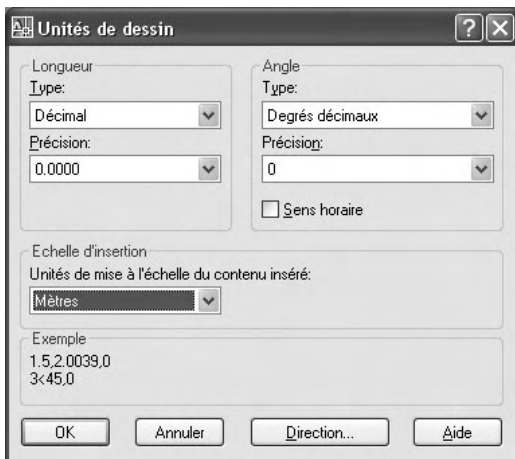 Unités de dessin
Longueur
Type:
Décimal
Précision:
0.0000
Angle
Type:
Degrés décimaux
Précision:
0
Sens horaire
Echelle d'insertion
Unités de mise à l'échelle du contenu inséré:
Mètres
Exemple
1.5,2.0039,0
3<45,0
OK
Annuler
Direction...
Aide